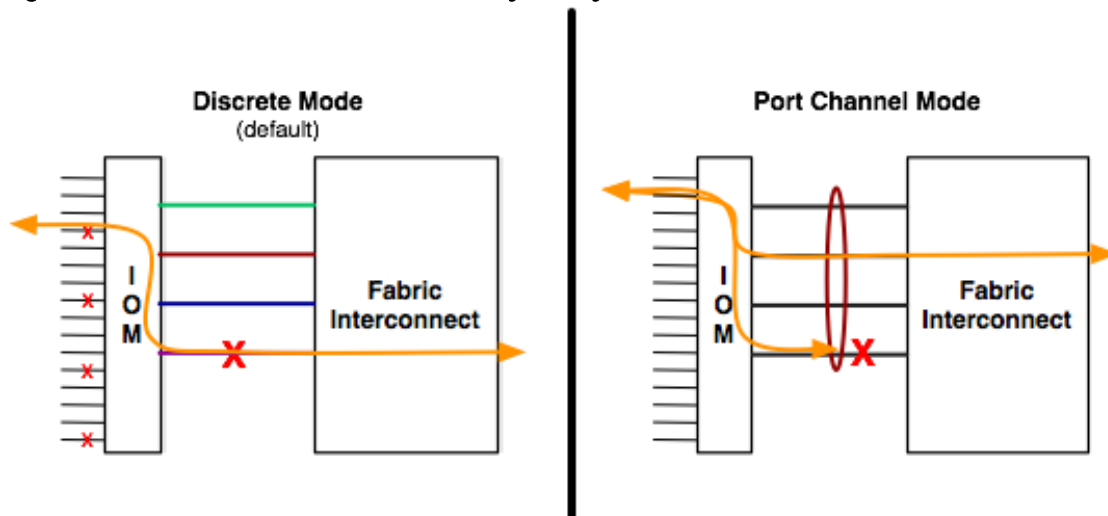 Discrete Mode
(default)
I
O
M
Fabric
Interconnect
X
X
X
X
X
Port Channel Mode
I
O
M
Fabric
Interconnect
X